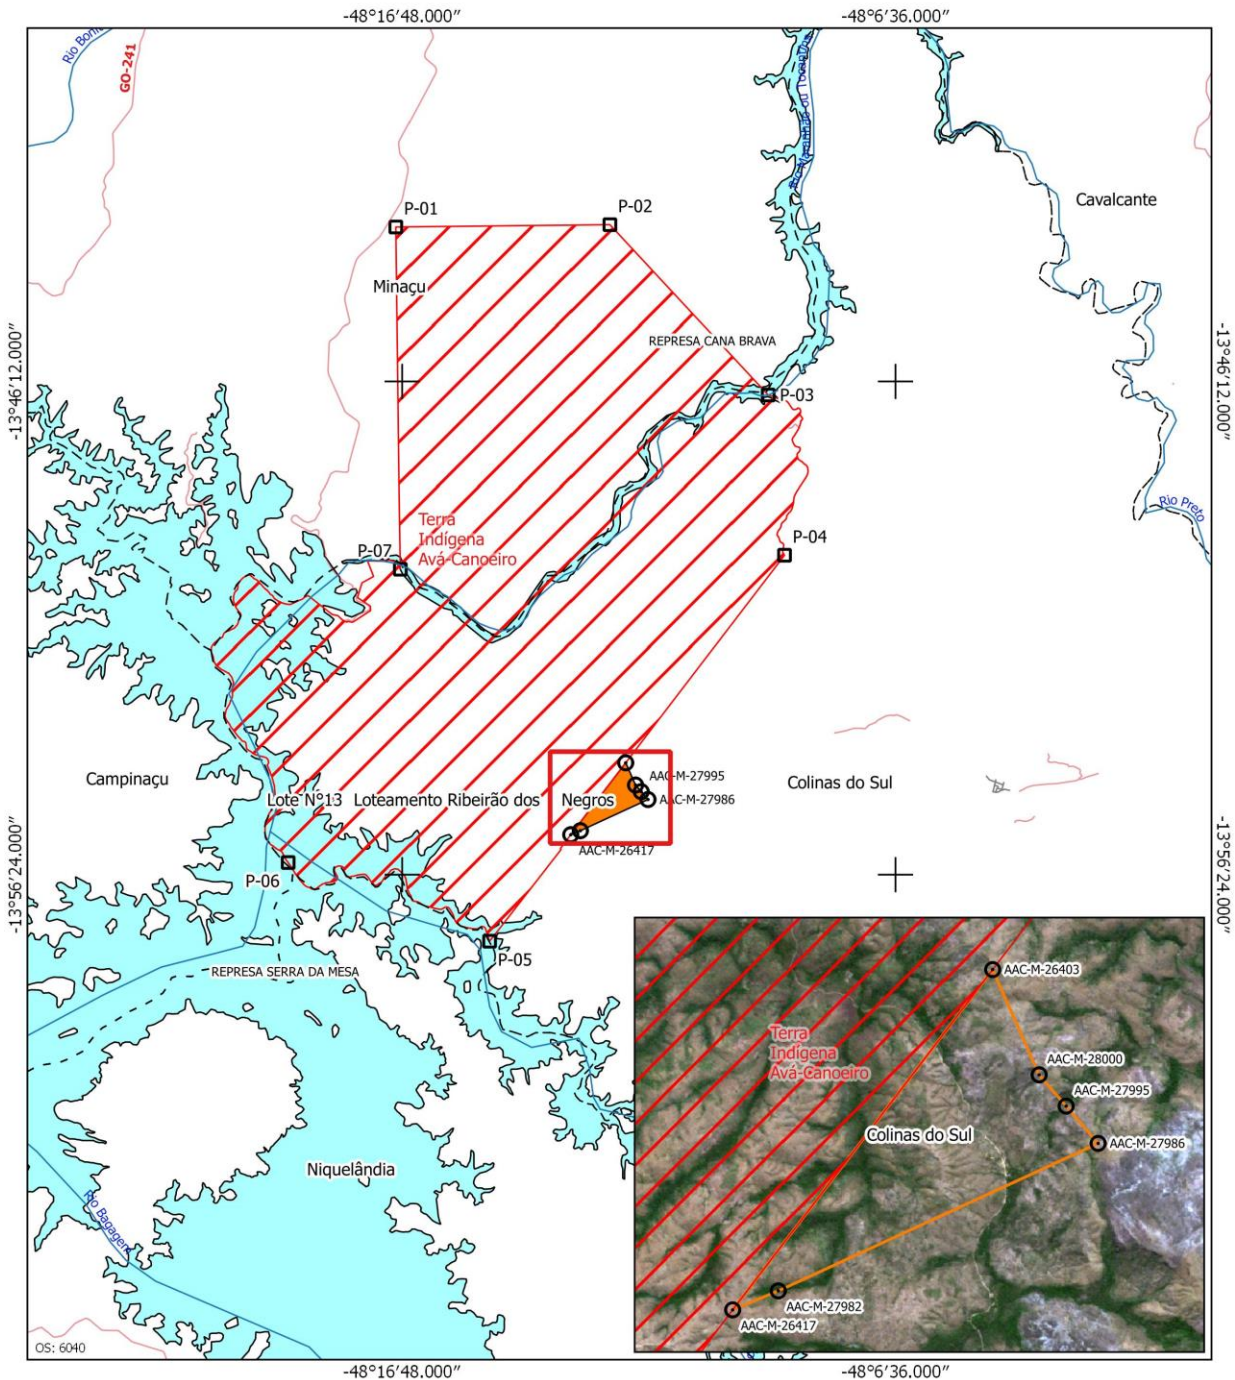 -48°16′48.000″
-48°6′36.000″
Rio Boni
GO-241
Rio Maranhão ou Tocantins
P-01
P-02
Cavalcante
Minaçu
REPRESA CANA BRAVA
-13°46′12.000″
-13°46′12.000″
P-03
Rio Preto
Terra
Indígena
Avá-Canoeiro
P-07
P-04
Campinaçu
Colinas do Sul
AAC-M-27995
Lote N°13 Loteamento Ribeirão dos Negros
AAC-M-27986
AAC-M-26417
-13°56′24.000″
-13°56′24.000″
P-06
P-05
REPRESA SERRA DA MESA
AAC-M-26403
Terra
Indígena
Avá-Canoeiro
AAC-M-28000
AAC-M-27995
Colinas do Sul
AAC-M-27986
Niquelândia
Rio Bagagem
AAC-M-27982
AAC-M-26417
OS: 6040
-48°16′48.000″
-48°6′36.000″